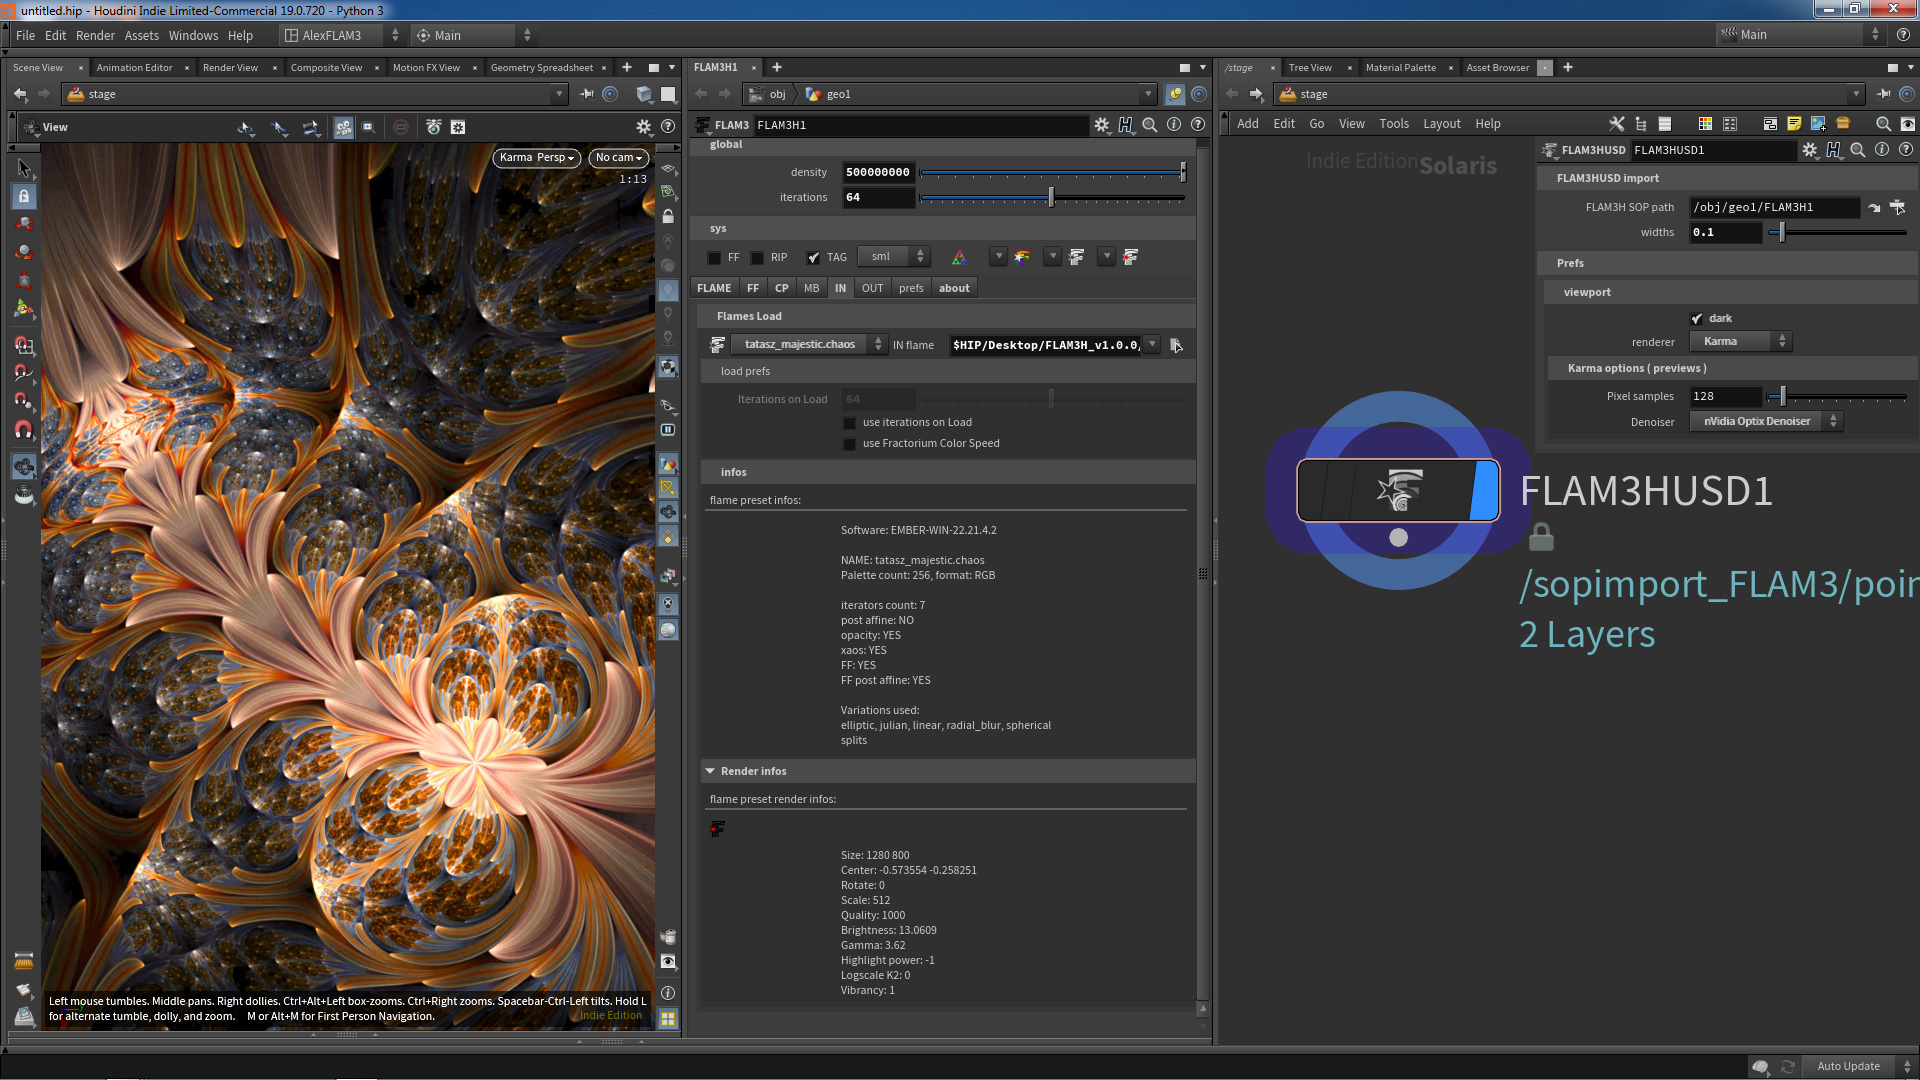 untitled.hip - Houdini Indie Limited-Commercial 19.0.720 - Python 3
File Edit Render Assets Windows Help AlexFLAM3 Main Main
Scene View Animation Editor Render View Composite View Motion FX View Geometry Spreadsheet
stage
View
Karma Persp No cam
1:13
Left mouse tumbles. Middle pans. Right dollies. Ctrl+Alt+Left box-zooms. Ctrl+Right zooms. Spacebar-Ctrl-Left tilts. Hold L
for alternate tumble, dolly, and zoom. M or Alt+M for First Person Navigation.
Indie Edition
FLAM3H1
obj geo1
FLAM3 FLAM3H1
global
density 500000000
iterations 64
sys
FF RIP TAG sml
FLAME FF CP MB IN OUT prefs about
Flames Load
tatasz_majestic.chaos IN flame $HIP/Desktop/FLAM3H_v1.0.0,
load prefs
Iterations on Load 64
use iterations on Load
use Fractorium Color Speed
infos
flame preset infos:
Software: EMBER-WIN-22.21.4.2
NAME: tatasz_majestic.chaos
Palette count: 256, format: RGB
iterators count: 7
post affine: NO
opacity: YES
xaos: YES
FF: YES
FF post affine: YES
Variations used:
elliptic, julian, linear, radial_blur, spherical
splits
Render infos
flame preset render infos:
Size: 1280 800
Center: -0.573554 -0.258251
Rotate: 0
Scale: 512
Quality: 1000
Brightness: 13.0609
Gamma: 3.62
Highlight power: -1
Logscale K2: 0
Vibrancy: 1
/stage Tree View Material Palette Asset Browser
stage
Add Edit Go View Tools Layout Help
Indie Edition Solaris
FLAM3HUSD FLAM3HUSD1
FLAM3HUSD import
FLAM3H SOP path /obj/geo1/FLAM3H1
widths 0.1
Prefs
viewport
dark
renderer Karma
Karma options ( previews )
Pixel samples 128
Denoiser nVidia Optix Denoiser
FLAM3HUSD1
/sopimport_FLAM3/poin
2 Layers
Auto Update